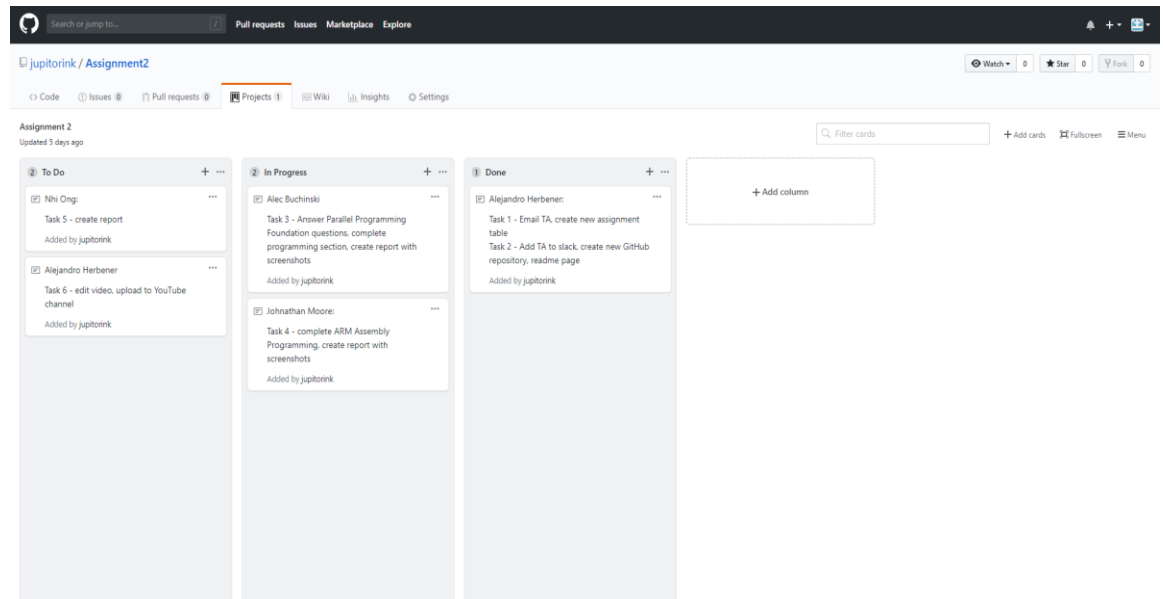 Search or jump to... /
Pull requests Issues Marketplace Explore
jupitorink / Assignment2
Watch 0 Star 0 Fork 0
Code Issues 0 Pull requests 0 Projects 1 Wiki Insights Settings
Assignment 2
Updated 5 days ago
Filter cards
+ Add cards Fullscreen Menu
2 To Do + ...
Nhi Ong: ...
Task 5 - create report
Added by jupitorink
Alejandro Herbener ...
Task 6 - edit video, upload to YouTube
channel
Added by jupitorink
2 In Progress + ...
Alec Buchinski ...
Task 3 - Answer Parallel Programming
Foundation questions, complete
programming section, create report with
screenshots
Added by jupitorink
Johnathan Moore: ...
Task 4 - complete ARM Assembly
Programming, create report with
screenshots
Added by jupitorink
1 Done + ...
Alejandro Herbener: ...
Task 1 - Email TA, create new assignment
table
Task 2 - Add TA to slack, create new GitHub
repository, readme page
Added by jupitorink
+ Add column